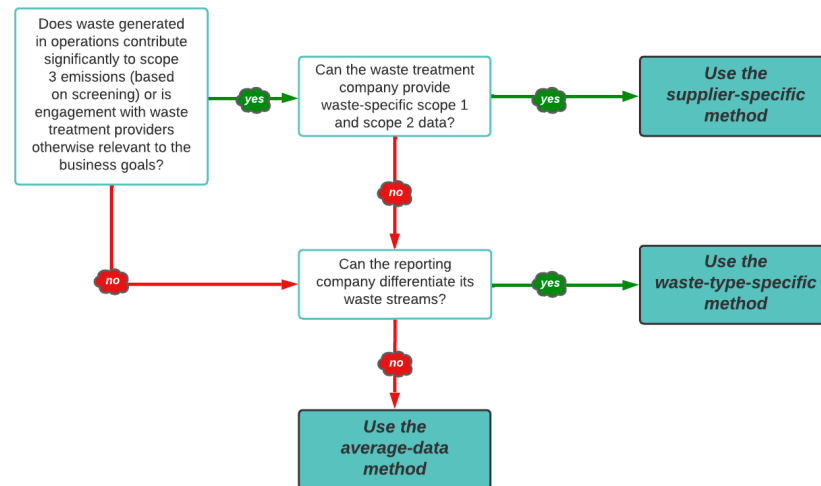 Does waste generated
in operations contribute
significantly to scope
3 emissions (based
on screening) or is
engagement with waste
treatment providers
otherwise relevant to the
business goals?
yes
Can the waste treatment
company provide
waste-specific scope 1
and scope 2 data?
yes
Use the
supplier-specific
method
no
no
Can the reporting
company differentiate its
waste streams?
yes
Use the
waste-type-specific
method
no
Use the
average-data
method